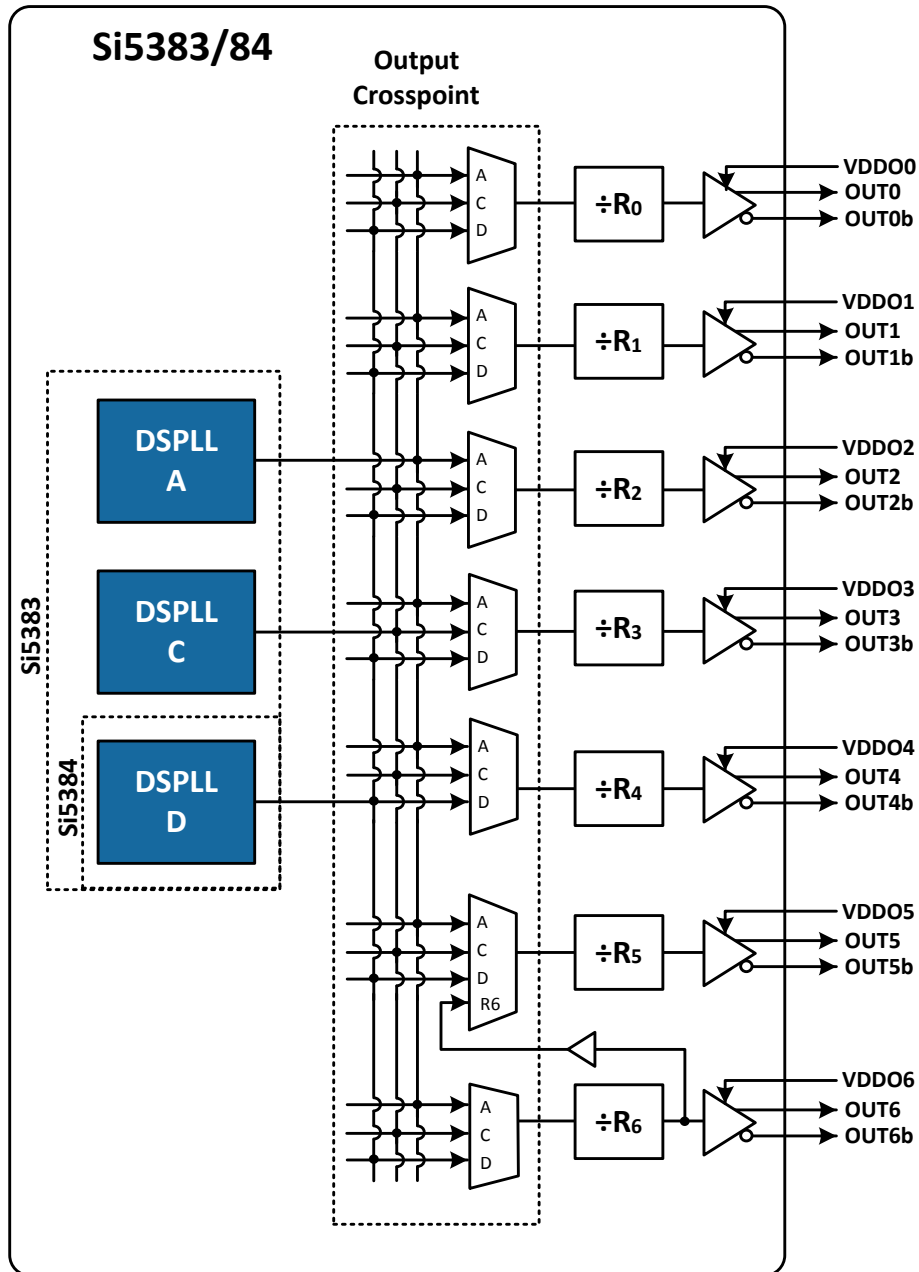 Si5383/84
Output
Crosspoint
A
C
D
÷R0
VDDO0
OUT0
OUT0b
A
C
D
÷R1
VDDO1
OUT1
OUT1b
DSPLL
A
A
C
D
÷R2
VDDO2
OUT2
OUT2b
Si5383
DSPLL
C
A
C
D
÷R3
VDDO3
OUT3
OUT3b
Si5384
DSPLL
D
A
C
D
÷R4
VDDO4
OUT4
OUT4b
A
C
D
R6
÷R5
VDDO5
OUT5
OUT5b
A
C
D
÷R6
VDDO6
OUT6
OUT6b